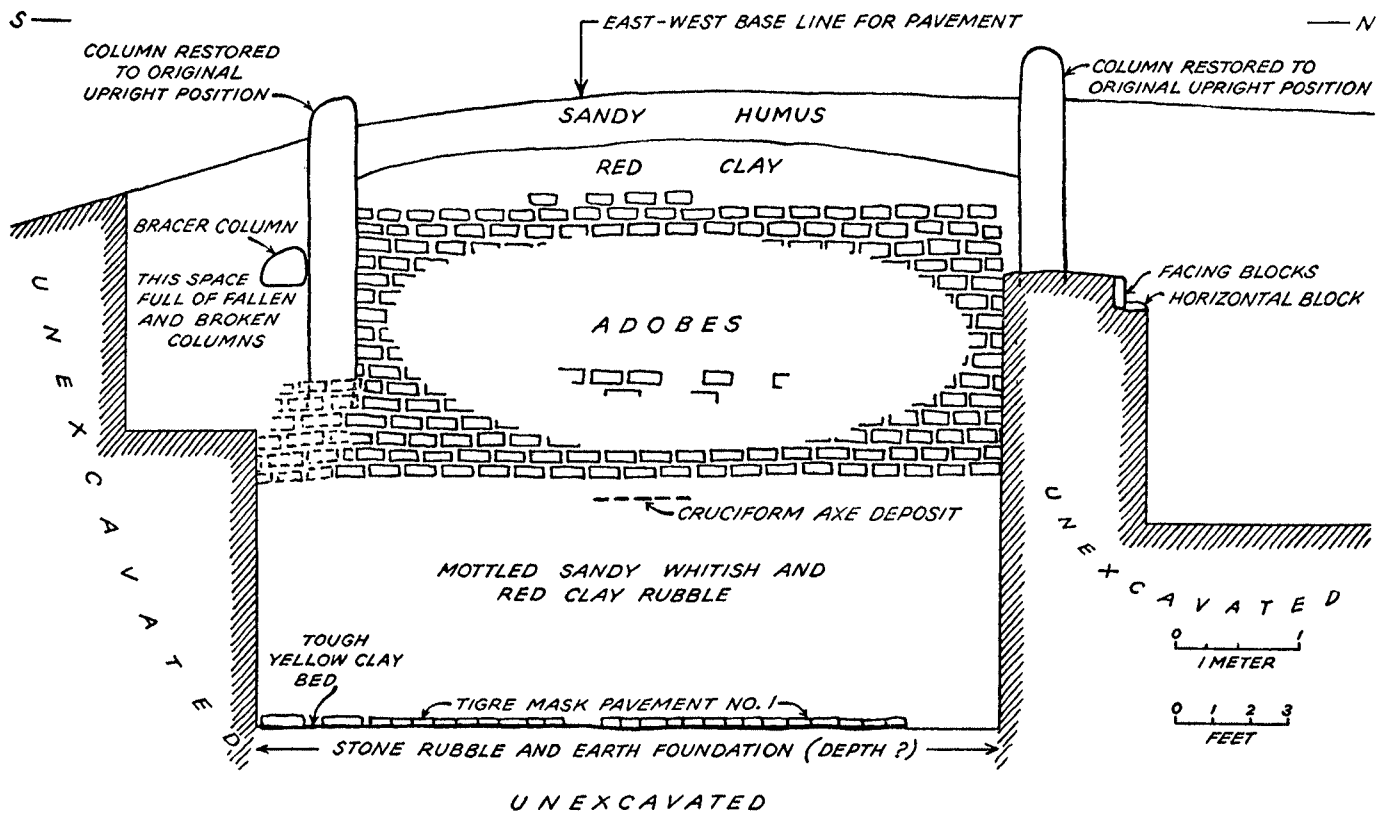 S
EAST-WEST BASE LINE FOR PAVEMENT
N
COLUMN RESTORED
TO ORIGINAL
UPRIGHT POSITION
COLUMN RESTORED TO
ORIGINAL UPRIGHT POSITION
SANDY HUMUS
RED CLAY
BRACER COLUMN
THIS SPACE
FULL OF FALLEN
AND BROKEN
COLUMNS
FACING BLOCKS
HORIZONTAL BLOCK
ADOBES
UNEXCAVATED
CRUCIFORM AXE DEPOSIT
UNEXCAVATED
MOTTLED SANDY WHITISH AND
RED CLAY RUBBLE
0 1
1 METER
TOUGH
YELLOW CLAY
BED
TIGRE MASK PAVEMENT NO. 1
0 1 2 3
FEET
STONE RUBBLE AND EARTH FOUNDATION (DEPTH ?)
UNEXCAVATED